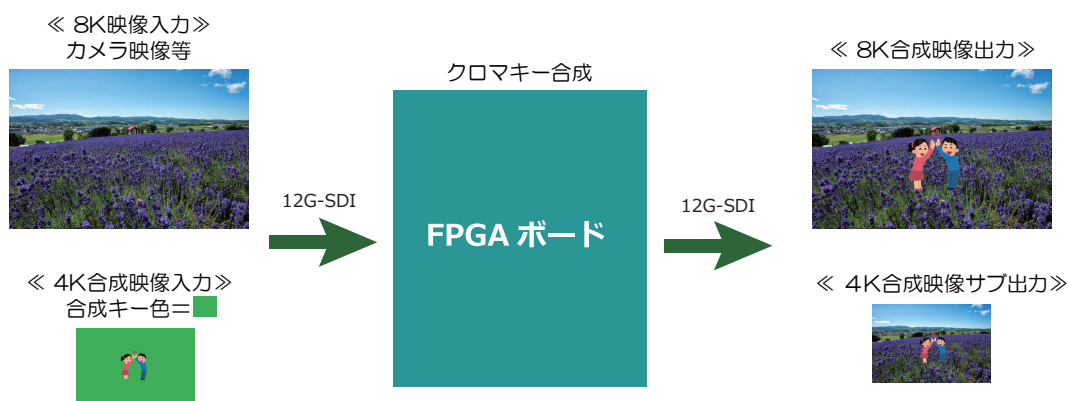 ≪ 8K映像入力≫
カメラ映像等
≪ 4K合成映像入力≫
合成キー色＝
12G-SDI
クロマキー合成
FPGA ボード
12G-SDI
≪ 8K合成映像出力≫
≪ 4K合成映像サブ出力≫